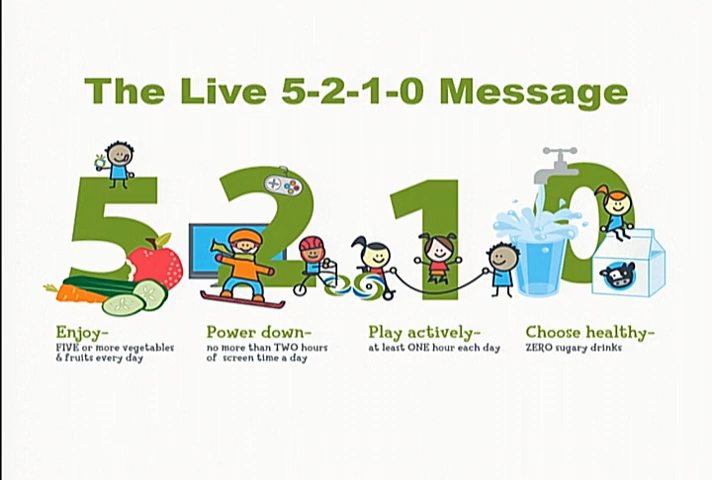 The Live 5-2-1-0 Message
5 2 1 0
Enjoy-
FIVE or more vegetables
& fruits every day
Power down-
no more than TWO hours
of screen time a day
Play actively-
at least ONE hour each day
Choose healthy-
ZERO sugary drinks